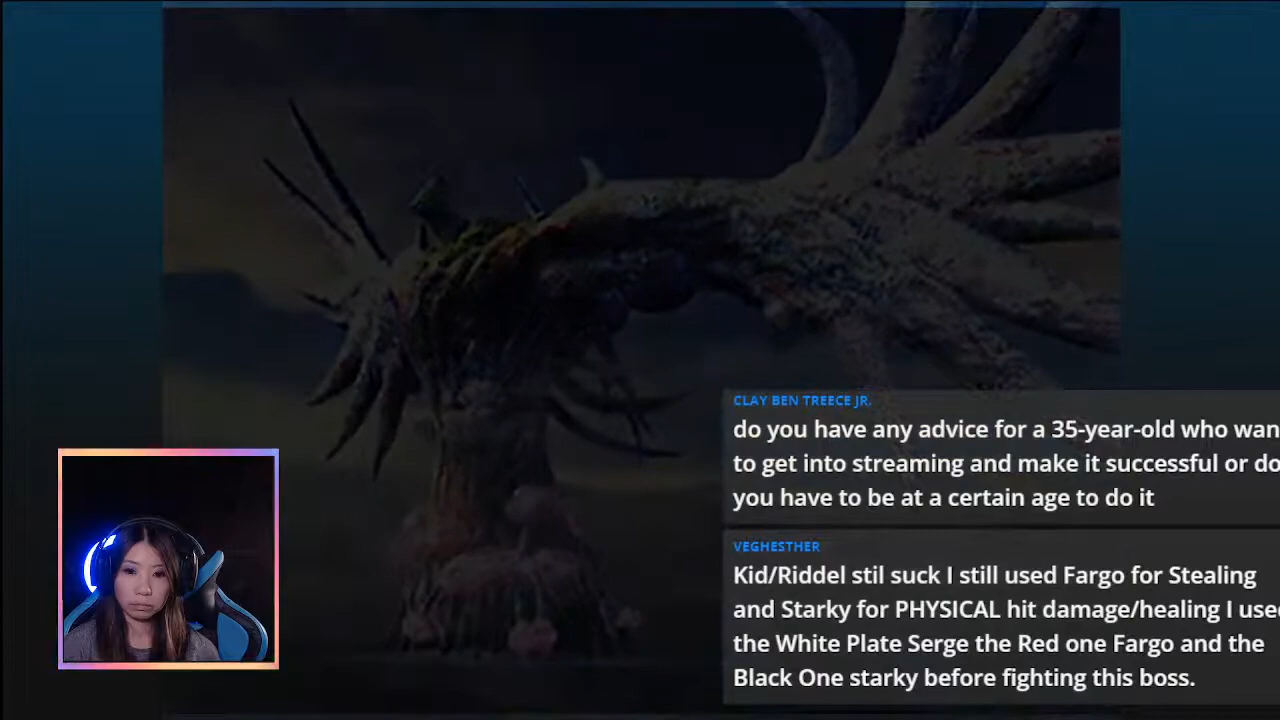 CLAY BEN TREECE JR.
do you have any advice for a 35-year-old who wan
to get into streaming and make it successful or do
you have to be at a certain age to do it
VEGHESTHER
Kid/Riddel stil suck I still used Fargo for Stealing
and Starky for PHYSICAL hit damage/healing I use
the White Plate Serge the Red one Fargo and the
Black One starky before fighting this boss.